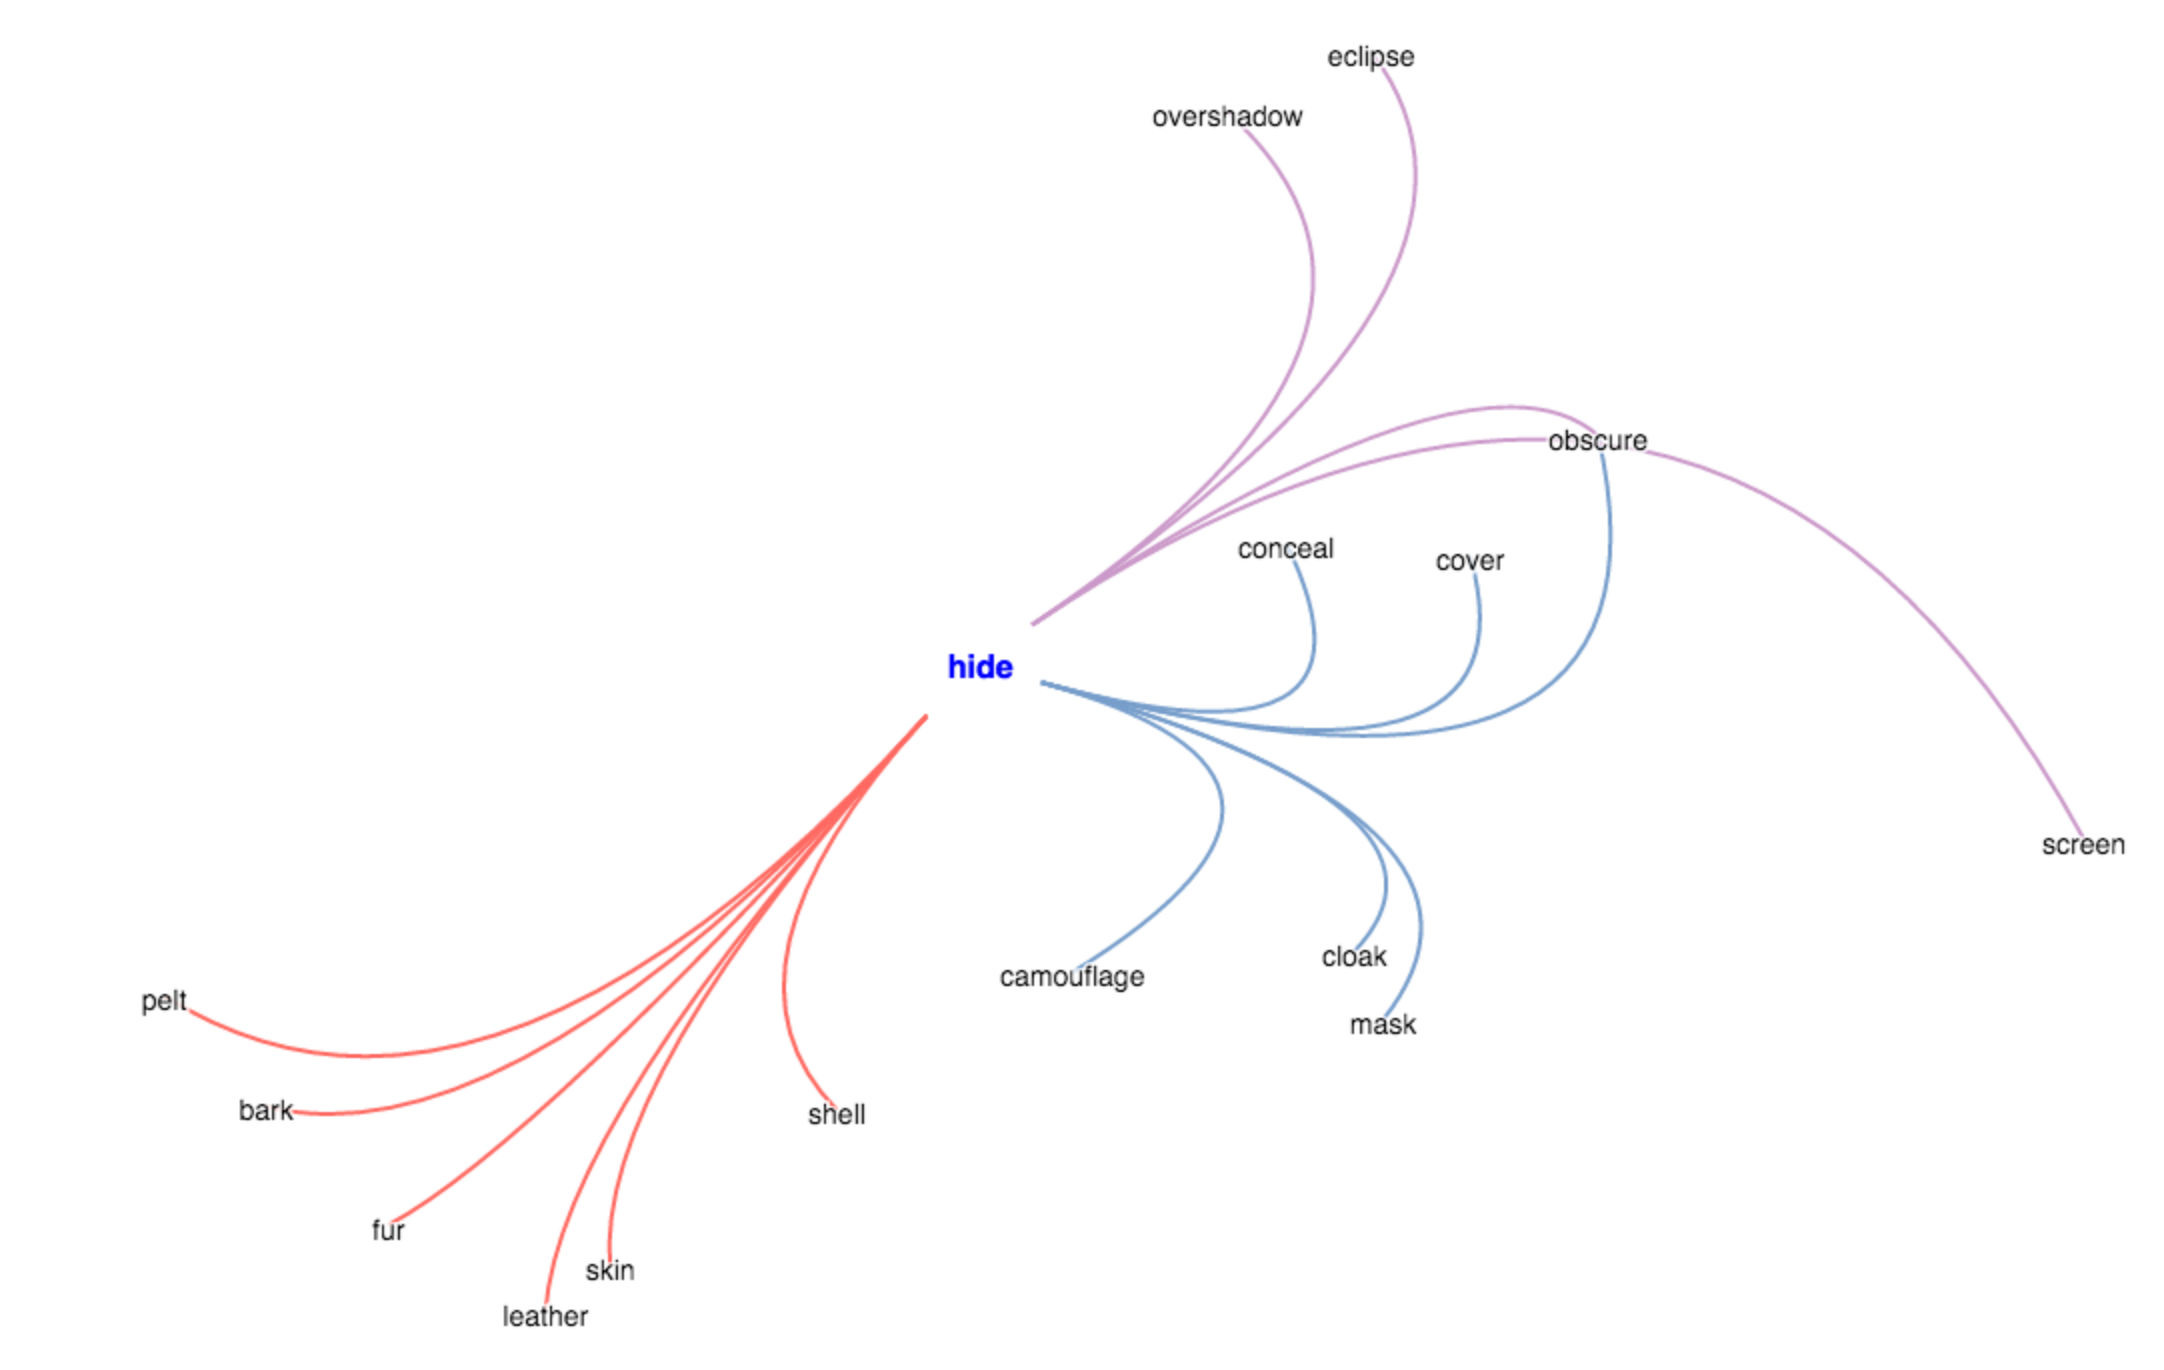 eclipse
overshadow
obscure
conceal
cover
hide
screen
cloak
camouflage
pelt
mask
bark
shell
fur
skin
leather